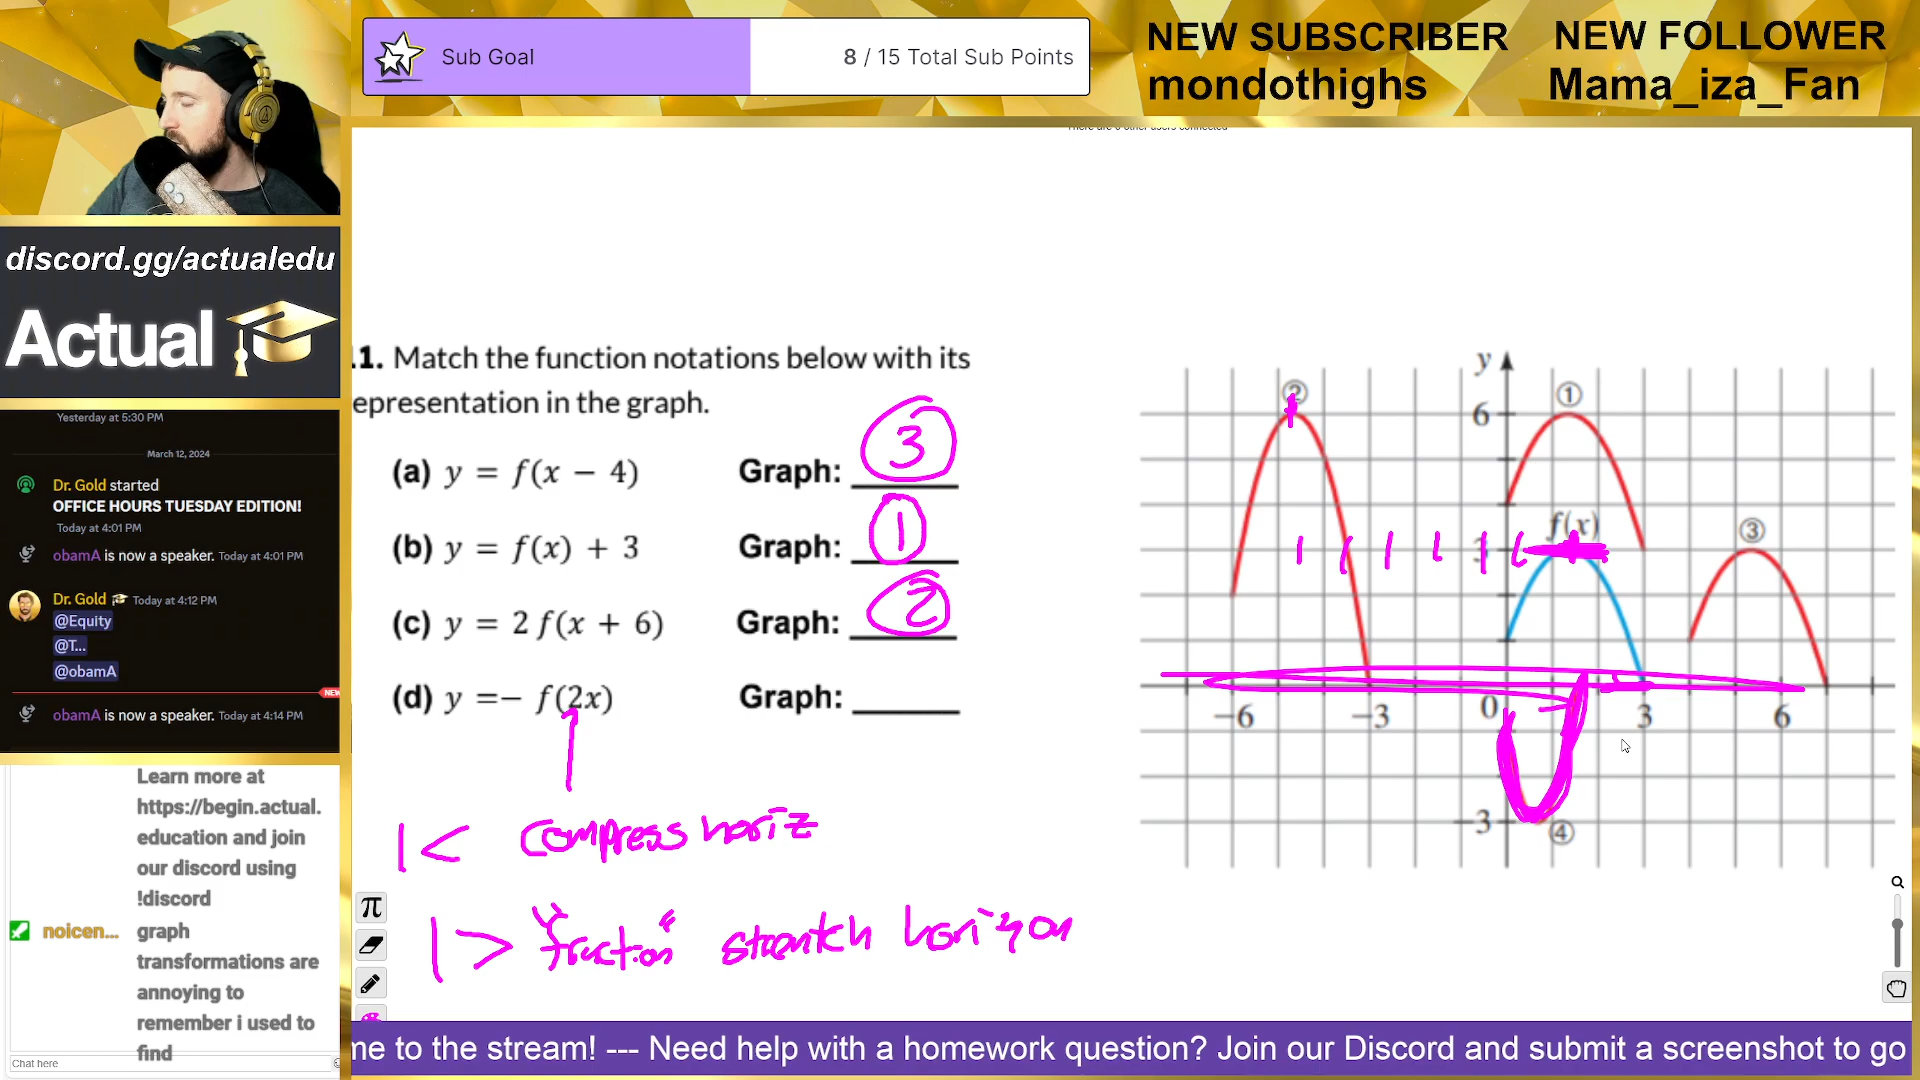 Sub Goal
8 / 15 Total Sub Points
NEW SUBSCRIBER
mondothighs
NEW FOLLOWER
Mama_iza_Fan
discord.gg/actualedu
Actual
Yesterday at 5:30 PM
March 12, 2024
Dr. Gold started
OFFICE HOURS TUESDAY EDITION!
Today at 4:01 PM
obamA is now a speaker. Today at 4:01 PM
Dr. Gold Today at 4:12 PM
@Equity
@T...
@obamA
NEW
obamA is now a speaker. Today at 4:14 PM
Learn more at
https://begin.actual.
education and join
our discord using
!discord
noicen... graph
transformations are
annoying to
remember i used to
find
Chat here
.1. Match the function notations below with its
epresentation in the graph.
(a) y = f(x − 4) Graph: 3
(b) y = f(x) + 3 Graph: 1
(c) y = 2 f(x + 6) Graph: 2
(d) y =− f(2x) Graph:
1 < compress horiz
1 > "fraction"
y
6
②
①
f(x)
3
③
−6 −3 0 3 6
−3
④
π
me to the stream! --- Need help with a homework question? Join our Discord and submit a screenshot to go